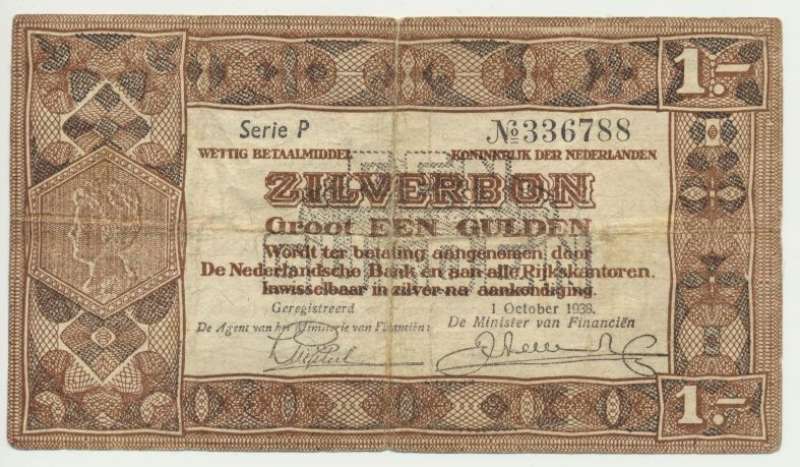 1.-
Serie P
№ 336788
WETTIG BETAALMIDDEL
KONINKRIJK DER NEDERLANDEN
ZILVERBON
Groot EEN GULDEN
Wordt ter betaling aangenomen door
De Nederlandsche Bank en aan alle Rijkskantoren.
Inwisselbaar in zilver na aankondiging.
Geregistreerd
1 October 1938.
De Agent van het Ministerie van Financiën:
De Minister van Financiën
1.-